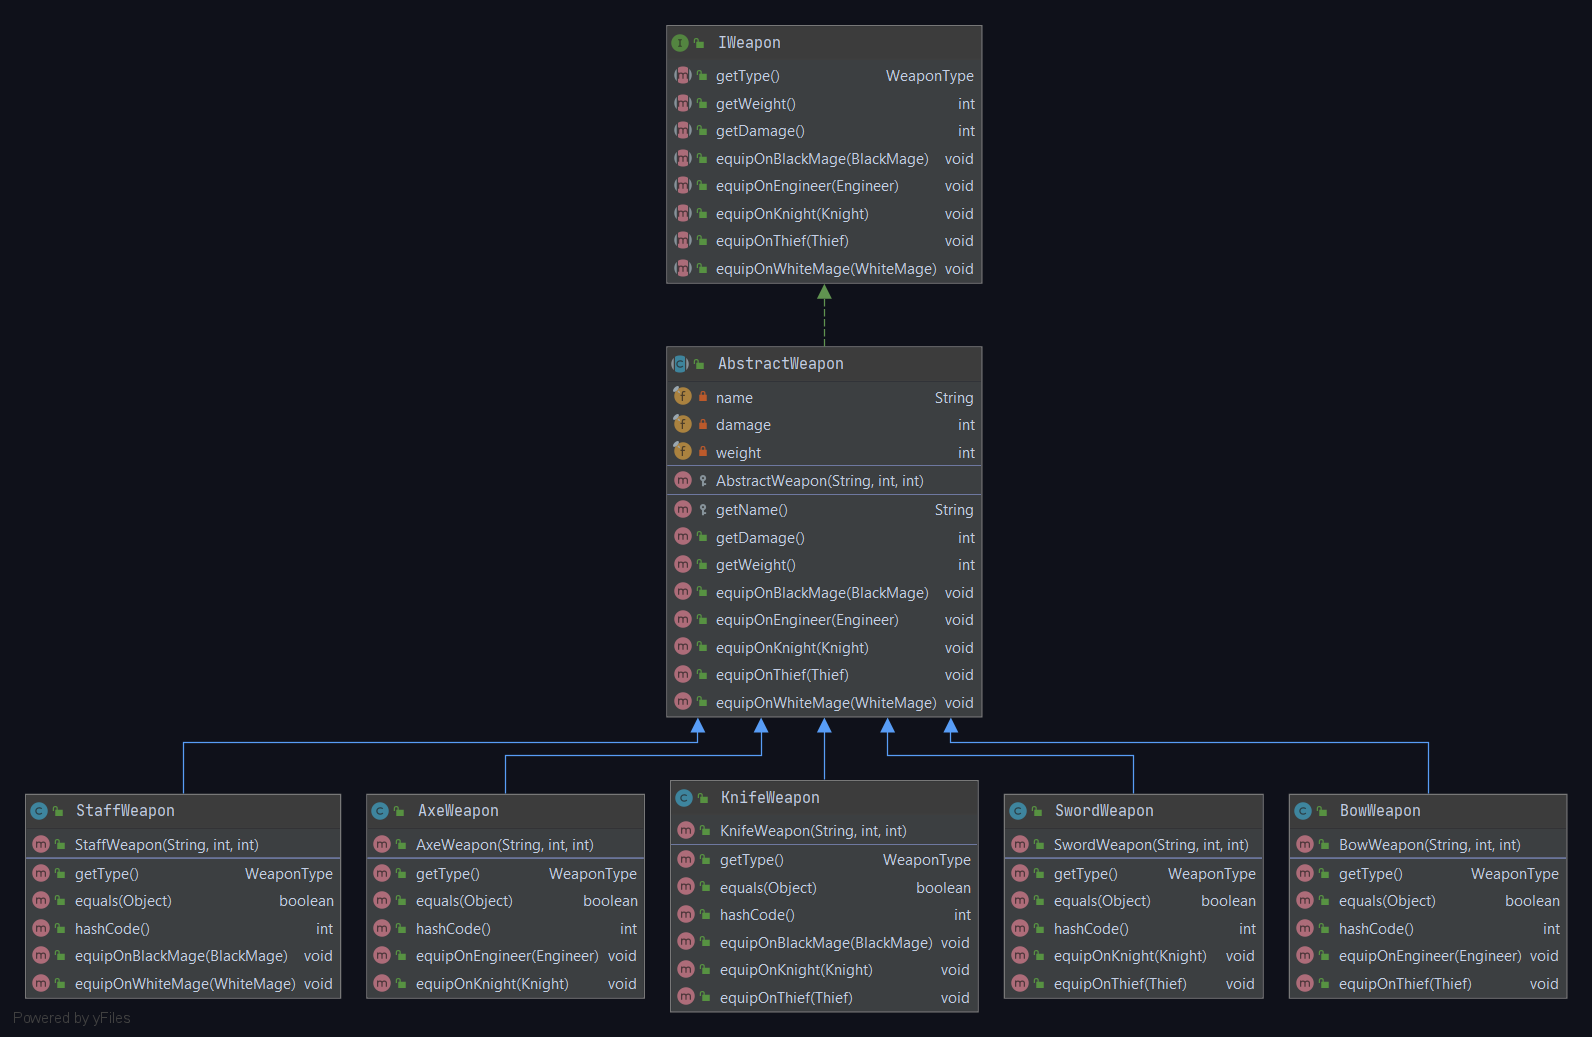 IWeapon
getType() WeaponType
getWeight() int
getDamage() int
equipOnBlackMage(BlackMage) void
equipOnEngineer(Engineer) void
equipOnKnight(Knight) void
equipOnThief(Thief) void
equipOnWhiteMage(WhiteMage) void
AbstractWeapon
name String
damage int
weight int
AbstractWeapon(String, int, int)
getName() String
getDamage() int
getWeight() int
equipOnBlackMage(BlackMage) void
equipOnEngineer(Engineer) void
equipOnKnight(Knight) void
equipOnThief(Thief) void
equipOnWhiteMage(WhiteMage) void
StaffWeapon
StaffWeapon(String, int, int)
getType() WeaponType
equals(Object) boolean
hashCode() int
equipOnBlackMage(BlackMage) void
equipOnWhiteMage(WhiteMage) void
AxeWeapon
AxeWeapon(String, int, int)
getType() WeaponType
equals(Object) boolean
hashCode() int
equipOnEngineer(Engineer) void
equipOnKnight(Knight) void
KnifeWeapon
KnifeWeapon(String, int, int)
getType() WeaponType
equals(Object) boolean
hashCode() int
equipOnBlackMage(BlackMage) void
equipOnKnight(Knight) void
equipOnThief(Thief) void
SwordWeapon
SwordWeapon(String, int, int)
getType() WeaponType
equals(Object) boolean
hashCode() int
equipOnKnight(Knight) void
equipOnThief(Thief) void
BowWeapon
BowWeapon(String, int, int)
getType() WeaponType
equals(Object) boolean
hashCode() int
equipOnEngineer(Engineer) void
equipOnThief(Thief) void
Powered by yFiles